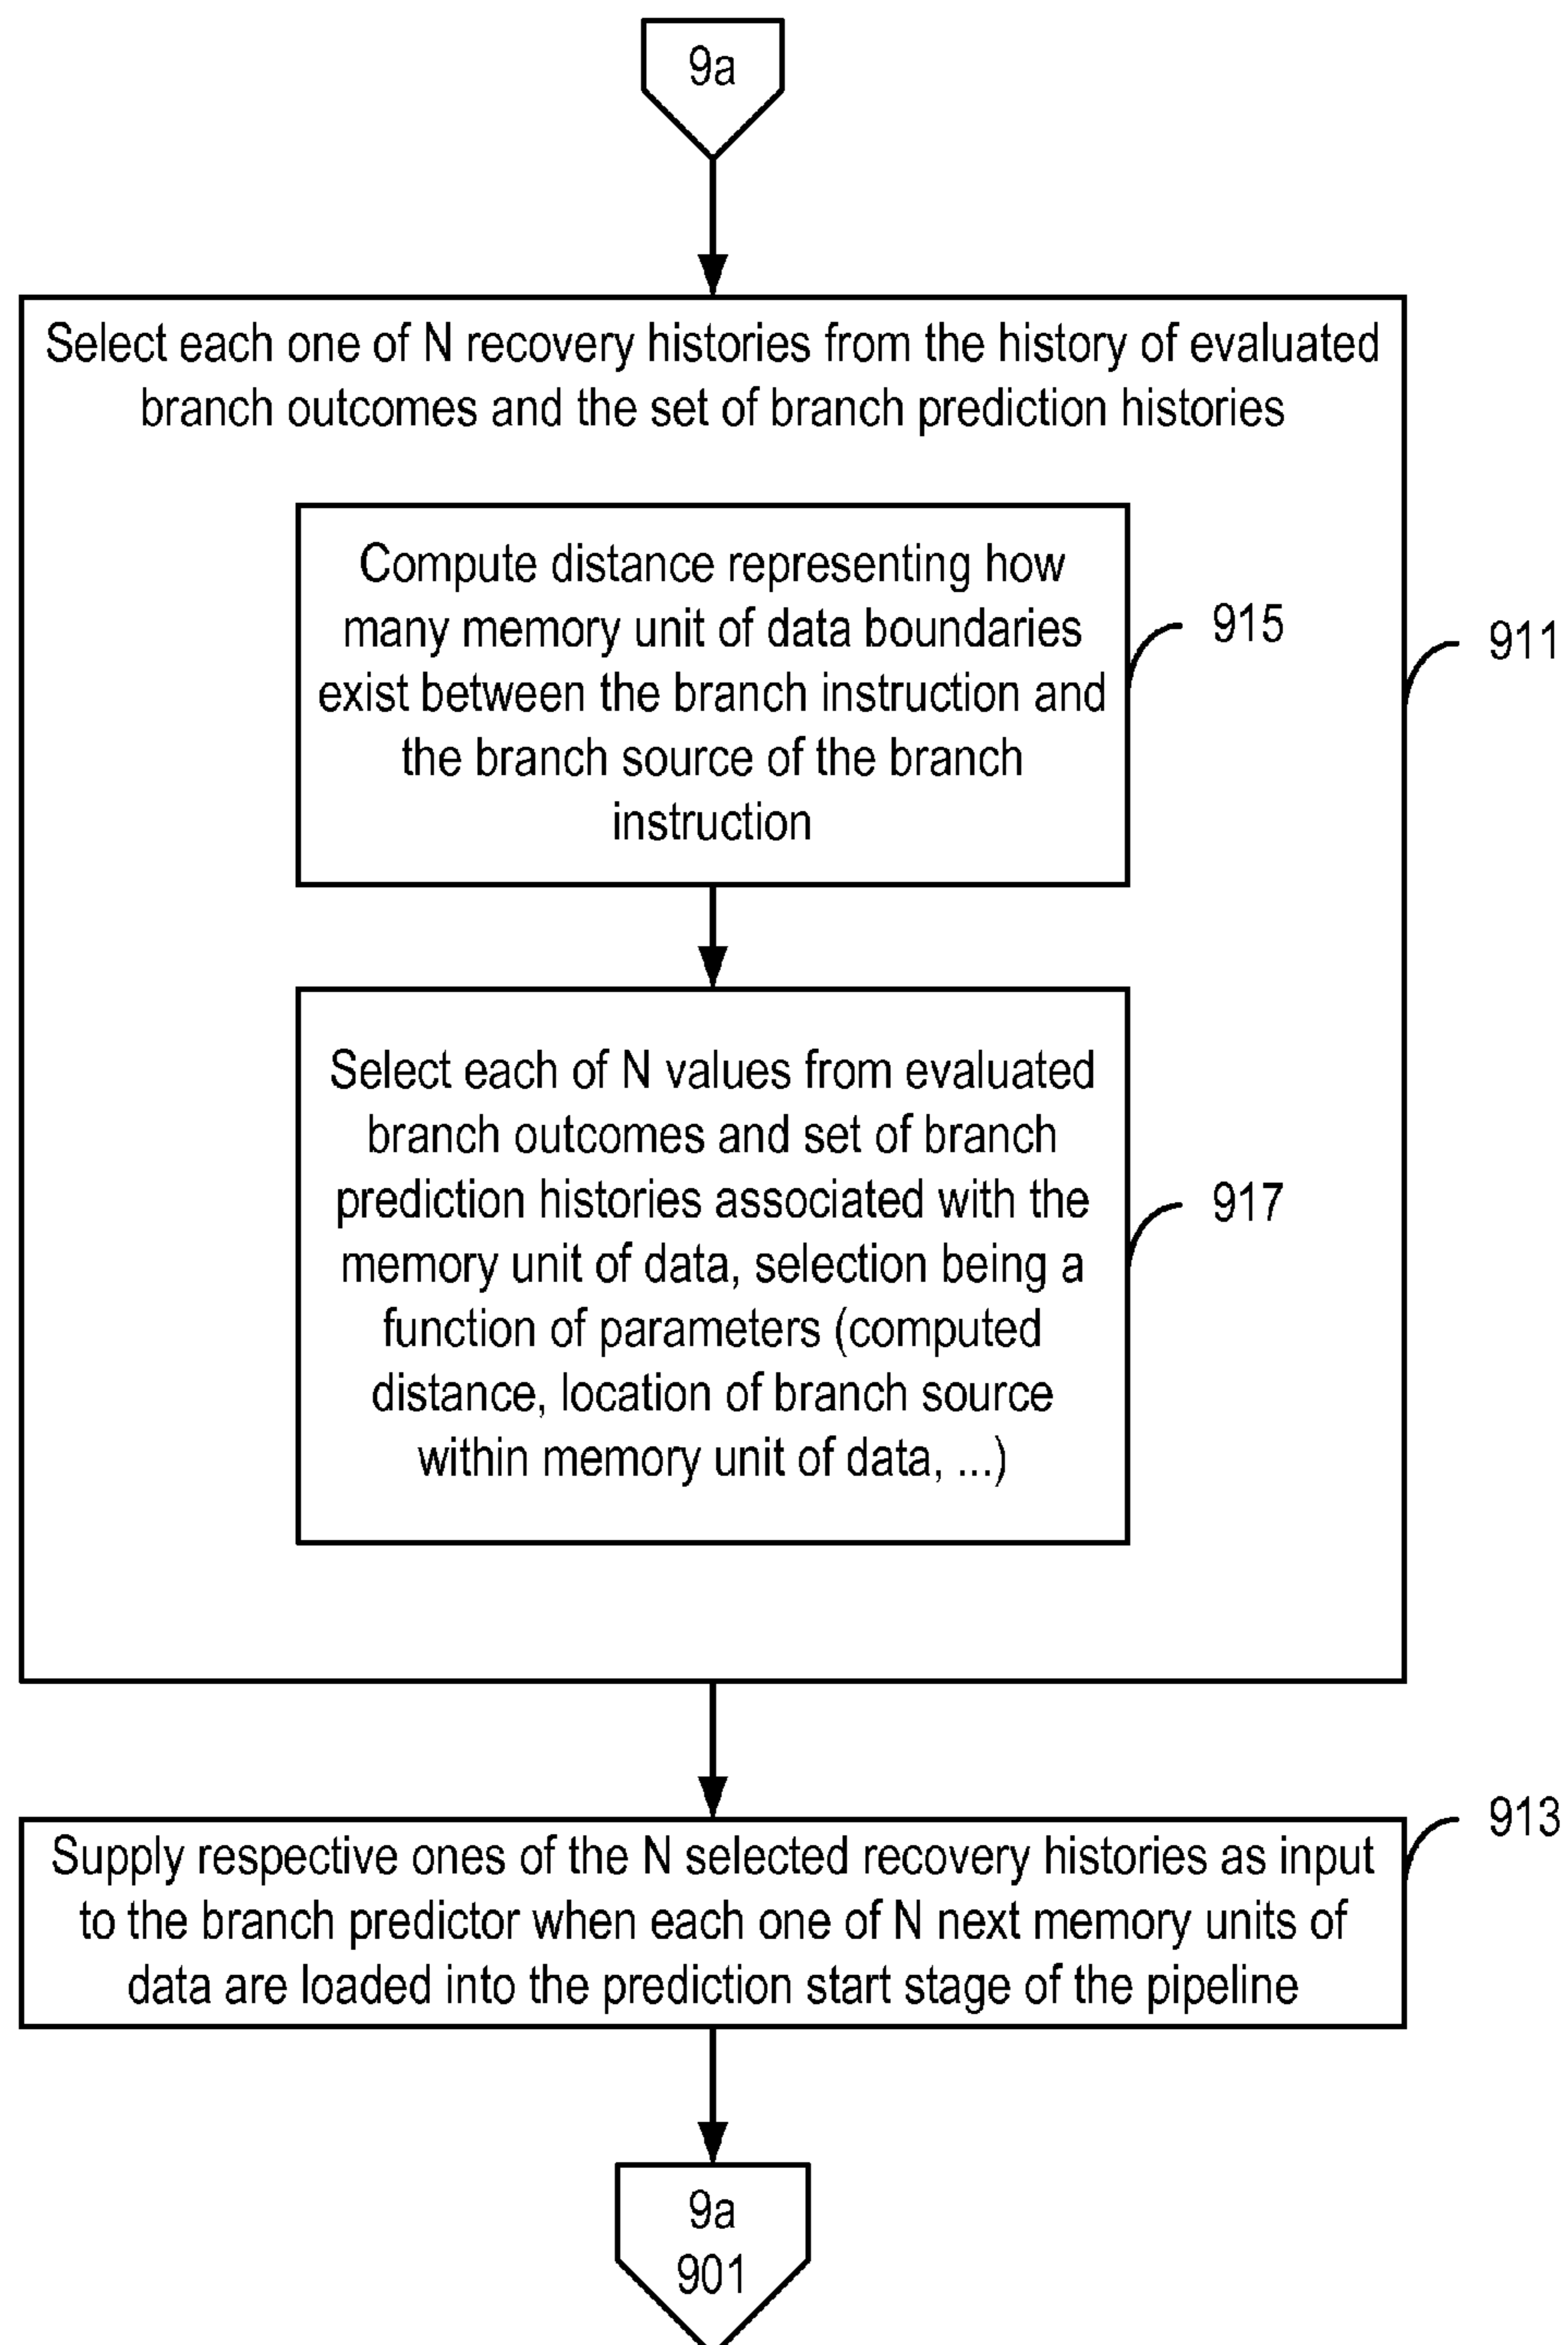 9a
Select each one of N recovery histories from the history of evaluated
branch outcomes and the set of branch prediction histories
Compute distance representing how
many memory unit of data boundaries
exist between the branch instruction and
the branch source of the branch
instruction
915
911
Select each of N values from evaluated
branch outcomes and set of branch
prediction histories associated with the
memory unit of data, selection being a
function of parameters (computed
distance, location of branch source
within memory unit of data, ...)
917
Supply respective ones of the N selected recovery histories as input
to the branch predictor when each one of N next memory units of
data are loaded into the prediction start stage of the pipeline
913
9a
901